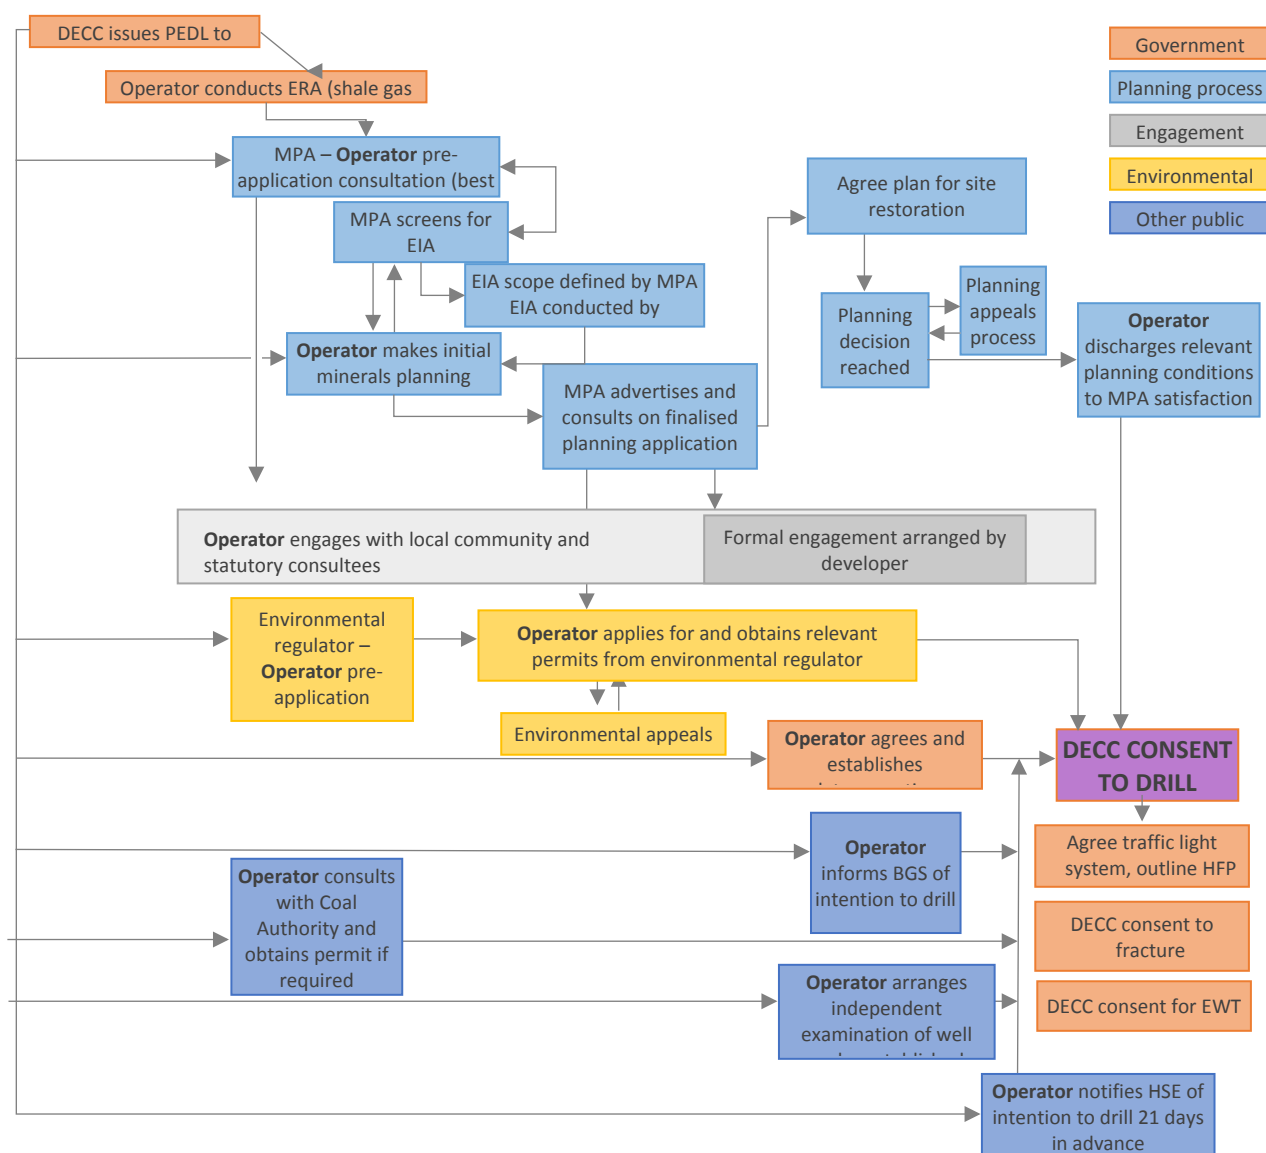 DECC issues PEDL to
Operator conducts ERA (shale gas
MPA – Operator pre-
application consultation (best
MPA screens for
EIA
EIA scope defined by MPA
EIA conducted by
Operator makes initial
minerals planning
MPA advertises and
consults on finalised
planning application
Agree plan for site
restoration
Planning
decision
reached
Planning
appeals
process
Operator
discharges relevant
planning conditions
to MPA satisfaction
Government
Planning process
Engagement
Environmental
Other public
Operator engages with local community and
statutory consultees
Formal engagement arranged by
developer
Environmental
regulator –
Operator pre-
application
Operator applies for and obtains relevant
permits from environmental regulator
Environmental appeals
Operator agrees and
establishes
DECC CONSENT
TO DRILL
Operator
informs BGS of
intention to drill
Agree traffic light
system, outline HFP
Operator consults
with Coal
Authority and
obtains permit if
required
DECC consent to
fracture
Operator arranges
independent
examination of well
DECC consent for EWT
Operator notifies HSE of
intention to drill 21 days
in advance